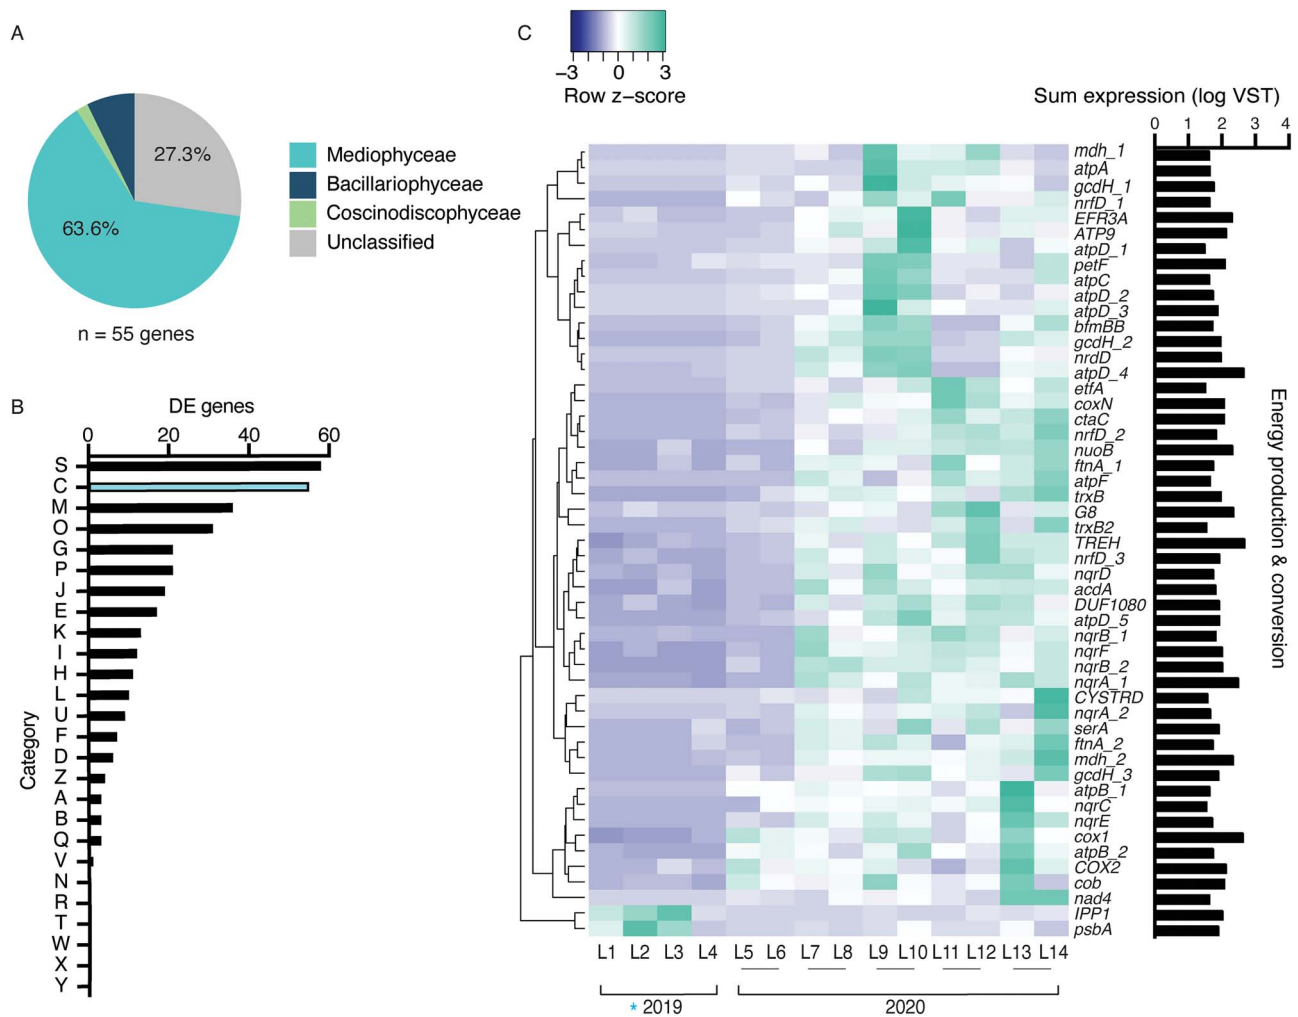 A
27.3%
63.6%
Mediophyceae
Bacillariophyceae
Coscinodiscophyceae
Unclassified
n = 55 genes
B
DE genes
0 20 40 60
Category
S
C
M
O
G
P
J
E
K
I
H
L
U
F
D
Z
A
B
Q
V
N
R
T
W
X
Y
C
−3 0 3
Row z−score
Sum expression (log VST)
0 1 2 3 4
mdh_1
atpA
gcdH_1
nrfD_1
EFR3A
ATP9
atpD_1
petF
atpC
atpD_2
atpD_3
bfmBB
gcdH_2
nrdD
atpD_4
etfA
coxN
ctaC
nrfD_2
nuoB
ftnA_1
atpF
trxB
G8
trxB2
TREH
nrfD_3
nqrD
acdA
DUF1080
atpD_5
nqrB_1
nqrF
nqrB_2
nqrA_1
CYSTRD
nqrA_2
serA
ftnA_2
mdh_2
gcdH_3
atpB_1
nqrC
nqrE
cox1
atpB_2
COX2
cob
nad4
IPP1
psbA
Energy production & conversion
L1 L2 L3 L4 L5 L6 L7 L8 L9 L10 L11 L12 L13 L14
* 2019 2020